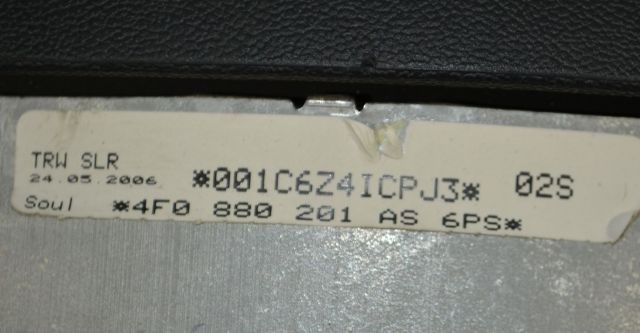 TRW SLR
24.05.2006 *001C6Z4ICPJ3* 02S
Soul *4F0 880 201 AS 6PS*